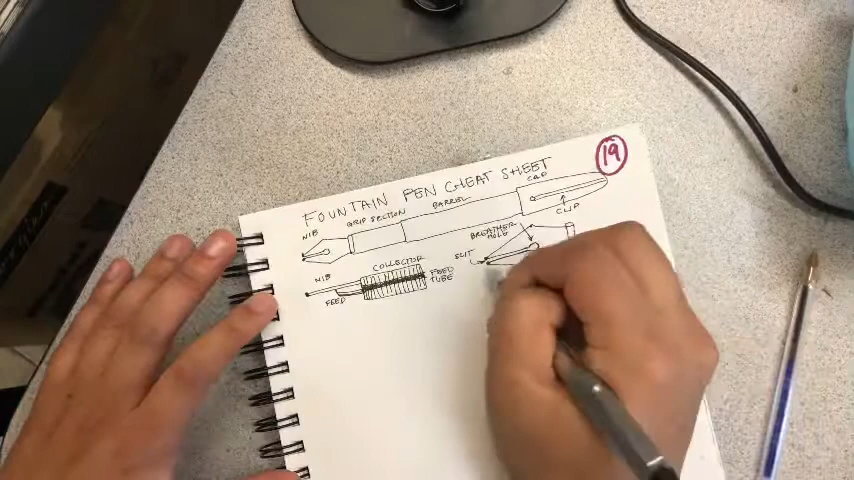 19
FOUNTAIN PEN CHEAT SHEET
NIB
GRIP SECTION
BARREL
CAP
CLIP
NIB
FEED
COLLECTOR
FEED
TUBE
SLIT
BREATHER
HOLE